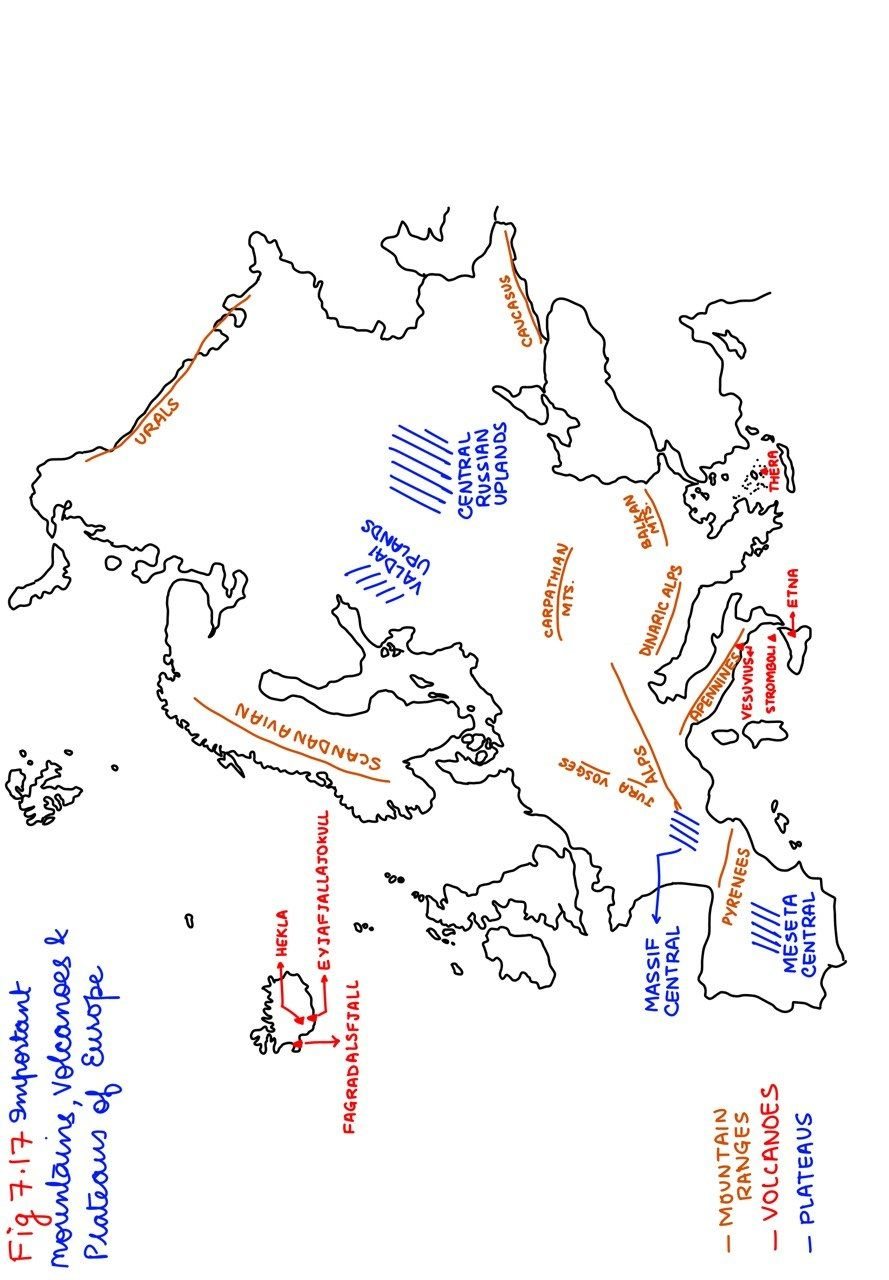 Fig 7.17 Important
mountains, Volcanoes &
Plateaus of Europe
HEKLA
EYJAFJALLAJOKULL
FAGRADALSFJALL
SCANDANAVIAN
URALS
VALDAI
UPLANDS
CENTRAL
RUSSIAN
UPLANDS
CAUCASUS
CARPATHIAN
MTS.
BALKAN
MTS.
DINARIC ALPS
VOSGES
JURA
ALPS
APENNINES
MASSIF
CENTRAL
PYRENEES
MESETA
CENTRAL
VESUVIUS
STROMBOLI
ETNA
THERA
— MOUNTAIN
RANGES
— VOLCANOES
— PLATEAUS